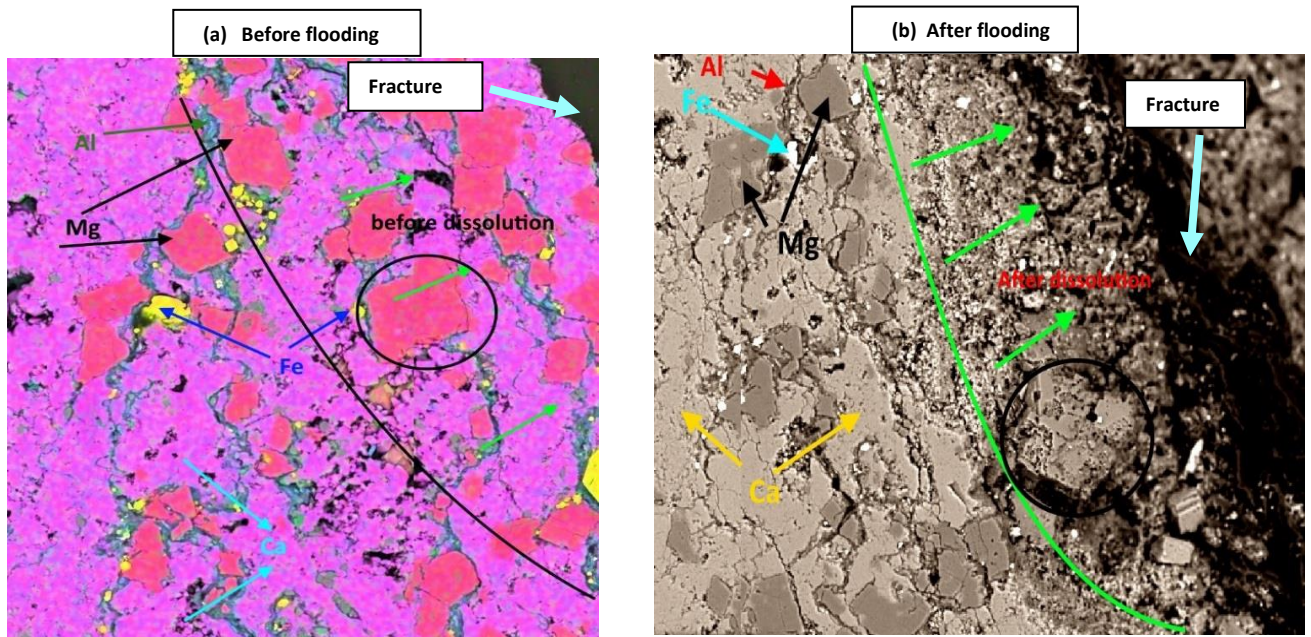 (a) Before flooding
Fracture
Al
Mg
before dissolution
Fe
Ca
(b) After flooding
Al
Fe
Fracture
Mg
After dissolution
Ca